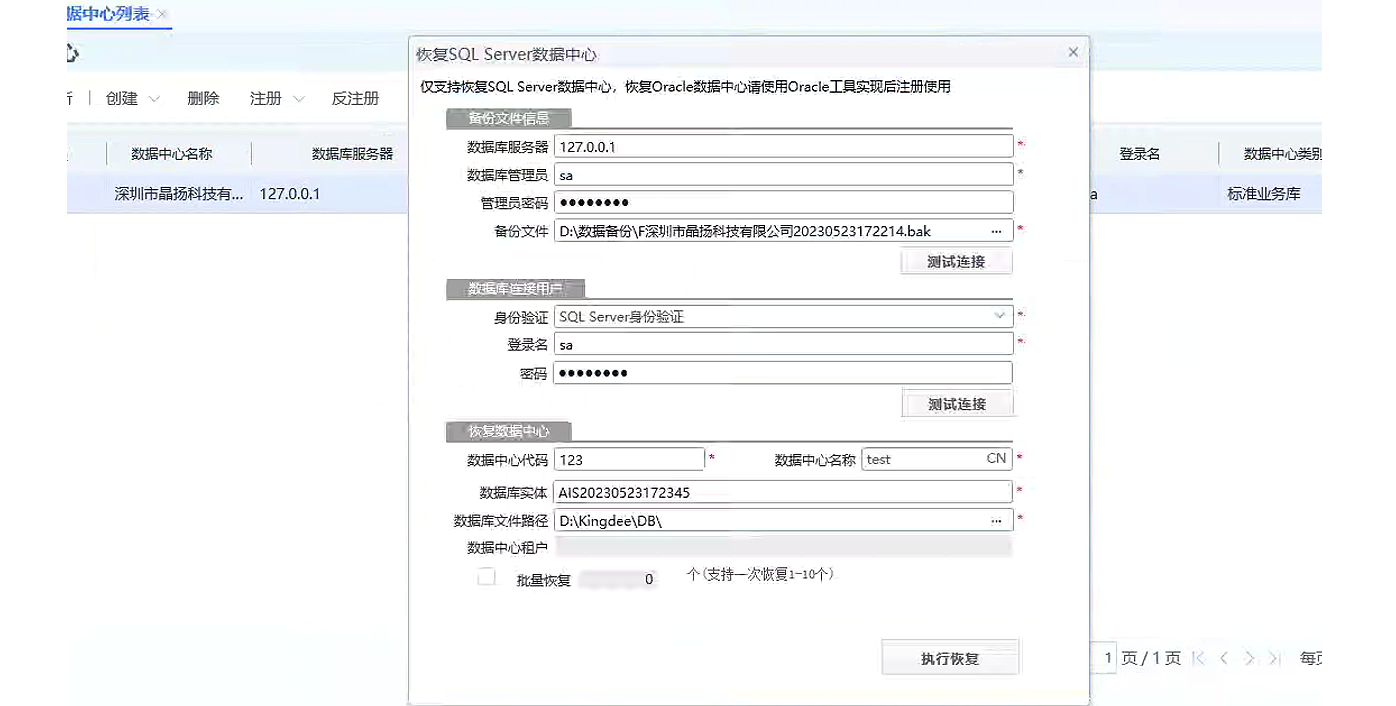 据中心列表
恢复SQL Server数据中心
仅支持恢复SQL Server数据中心，恢复Oracle数据中心请使用Oracle工具实现后注册使用
创建 删除 注册 反注册
备份文件信息
数据中心名称 数据库服务器 登录名 数据中心类别
深圳市晶扬科技有... 127.0.0.1 a 标准业务库
数据库服务器 127.0.0.1 *
数据库管理员 sa *
管理员密码 ●●●●●●●●
备份文件 D:\数据备份\F深圳市晶扬科技有限公司20230523172214.bak ... *
测试连接
数据库连接用户
身份验证 SQL Server身份验证 *
登录名 sa *
密码 ●●●●●●●●
测试连接
恢复数据中心
数据中心代码 123 * 数据中心名称 test CN *
数据库实体 AIS20230523172345 *
数据库文件路径 D:\Kingdee\DB\ ... *
数据中心租户
批量恢复 0 个(支持一次恢复1-10个)
执行恢复
1 页/1 页 每页